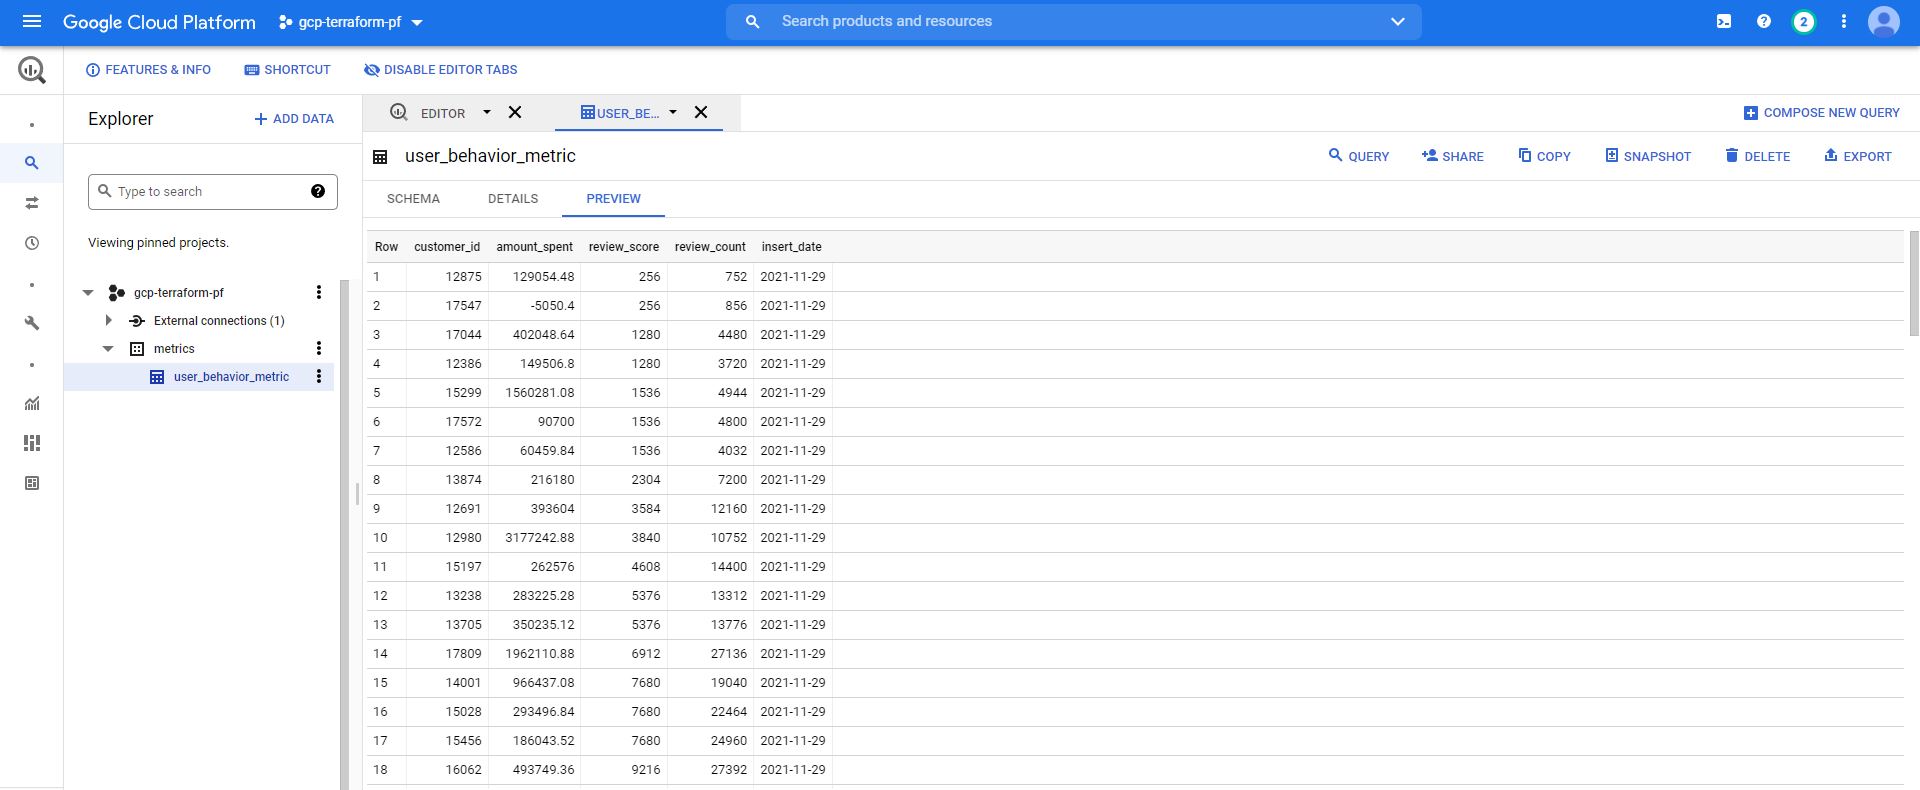 Google Cloud Platform gcp-terraform-pf Search products and resources 2
FEATURES & INFO SHORTCUT DISABLE EDITOR TABS
Explorer ADD DATA EDITOR USER_BE... COMPOSE NEW QUERY
user_behavior_metric QUERY SHARE COPY SNAPSHOT DELETE EXPORT
Type to search SCHEMA DETAILS PREVIEW
Viewing pinned projects.
gcp-terraform-pf
External connections (1)
metrics
user_behavior_metric
Row customer_id amount_spent review_score review_count insert_date
1 12875 129054.48 256 752 2021-11-29
2 17547 -5050.4 256 856 2021-11-29
3 17044 402048.64 1280 4480 2021-11-29
4 12386 149506.8 1280 3720 2021-11-29
5 15299 1560281.08 1536 4944 2021-11-29
6 17572 90700 1536 4800 2021-11-29
7 12586 60459.84 1536 4032 2021-11-29
8 13874 216180 2304 7200 2021-11-29
9 12691 393604 3584 12160 2021-11-29
10 12980 3177242.88 3840 10752 2021-11-29
11 15197 262576 4608 14400 2021-11-29
12 13238 283225.28 5376 13312 2021-11-29
13 13705 350235.12 5376 13776 2021-11-29
14 17809 1962110.88 6912 27136 2021-11-29
15 14001 966437.08 7680 19040 2021-11-29
16 15028 293496.84 7680 22464 2021-11-29
17 15456 186043.52 7680 24960 2021-11-29
18 16062 493749.36 9216 27392 2021-11-29